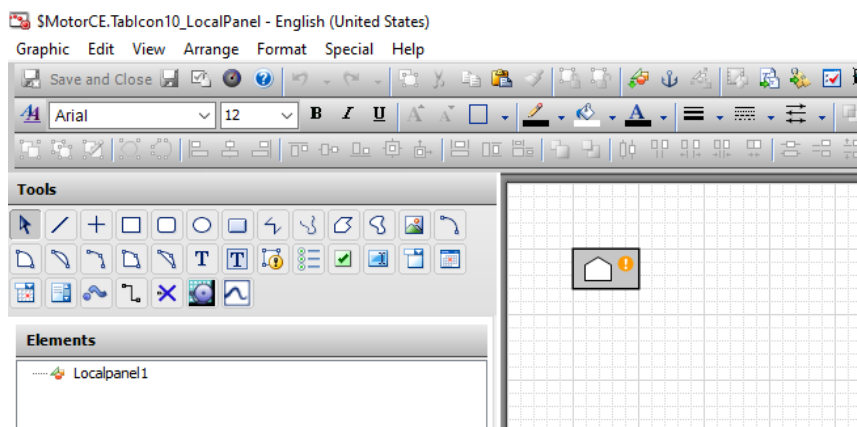 $MotorCE.TabIcon10_LocalPanel - English (United States)
Graphic Edit View Arrange Format Special Help
Save and Close
Arial 12 B I U A A A
Tools
T T
Elements
Localpanel1